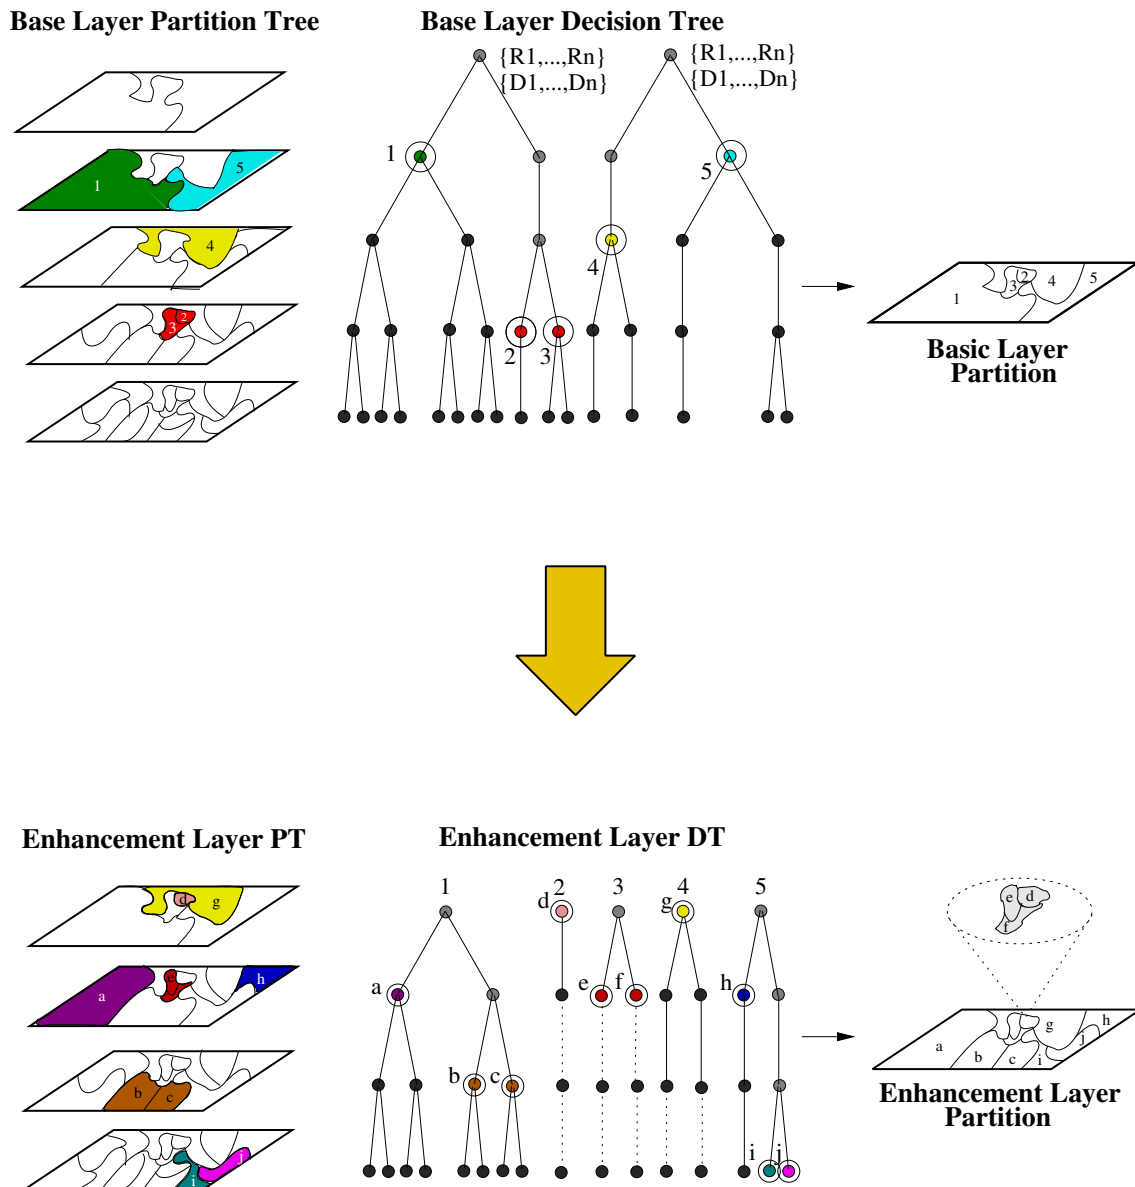 Base Layer Partition Tree
Base Layer Decision Tree
{R1,...,Rn}
{D1,...,Dn}
{R1,...,Rn}
{D1,...,Dn}
1
5
4
3
2
1
5
4
2
3
1
3
2
4
5
Basic Layer
Partition
Enhancement Layer PT
Enhancement Layer DT
d
g
a
e
h
b
c
i
j
1
2
3
4
5
d
g
a
e
f
h
b
c
i
j
e
d
f
a
b
c
i
g
j
h
Enhancement Layer
Partition